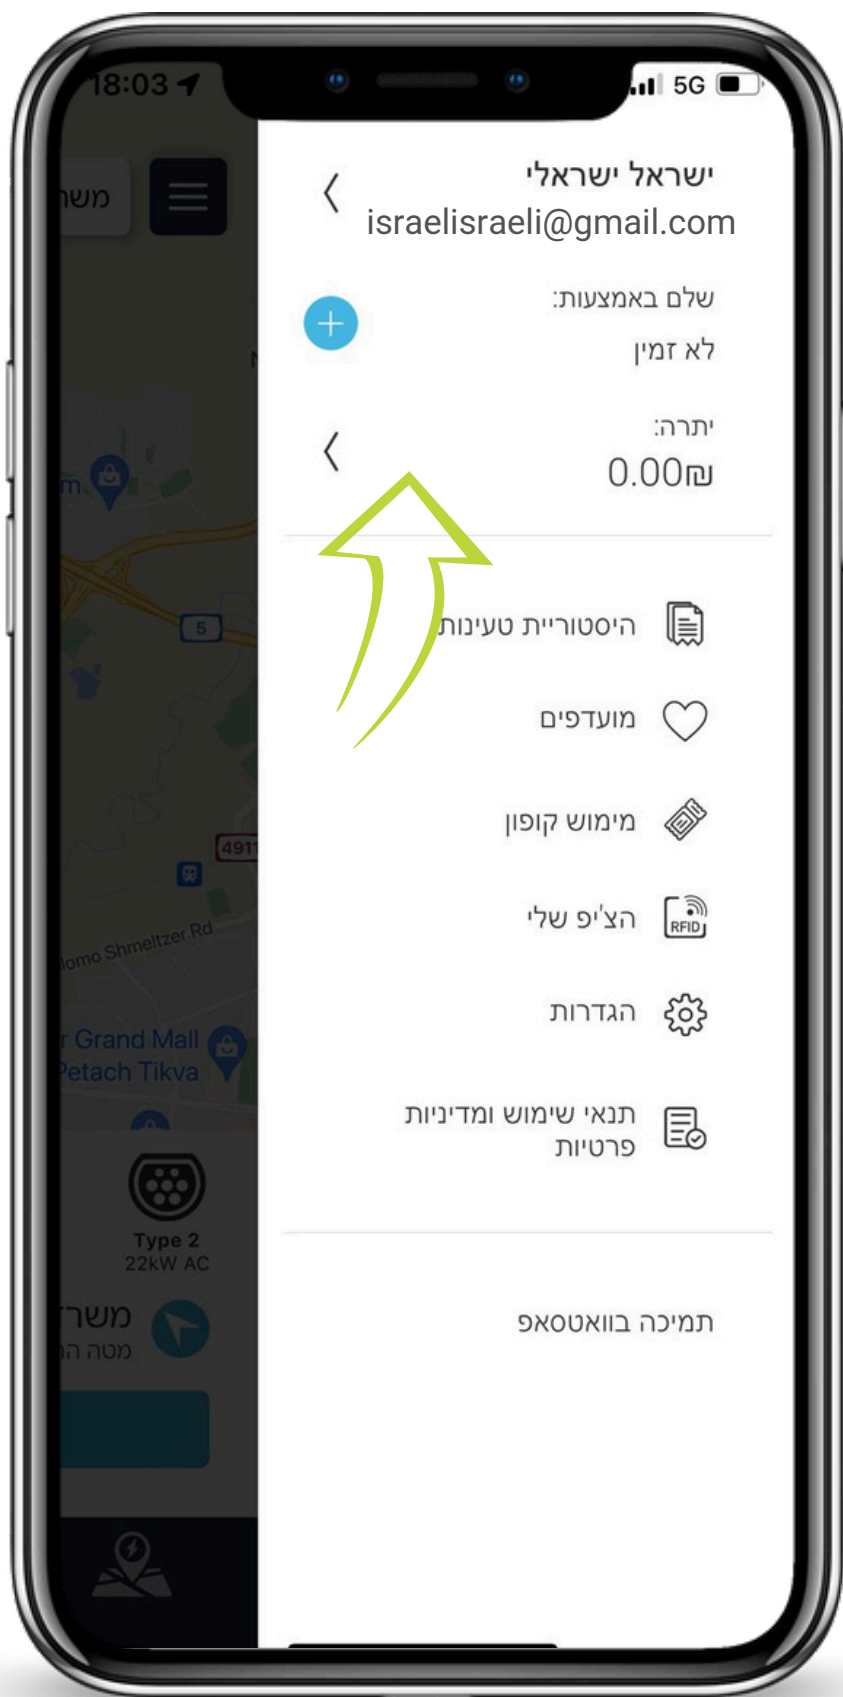 18:03
5G
ישראל ישראלי
israelisraeli@gmail.com
שלם באמצעות:
לא זמין
יתרה:
0.00₪
היסטוריית טעינות
מועדפים
מימוש קופון
הצ'יפ שלי
RFID
הגדרות
תנאי שימוש ומדיניות
פרטיות
תמיכה בוואטסאפ
5
4911
Shmeltzer Rd
Grand Mall
Petach Tikva
Type 2
22kW AC
מטה